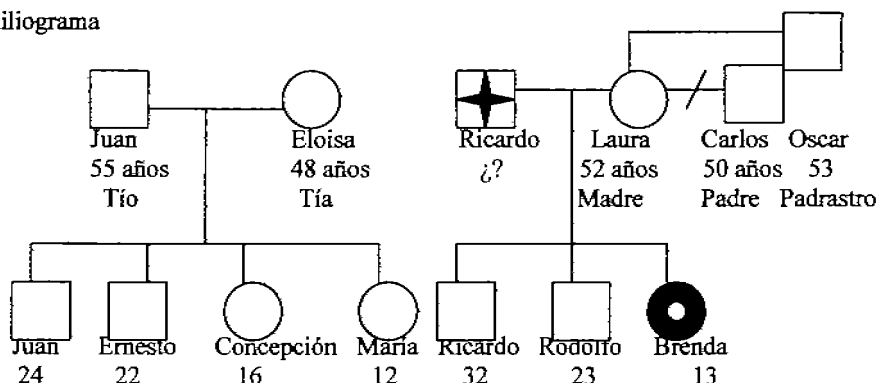 iliograma
Juan Eloisa Ricardo Laura Carlos Oscar
55 años 48 años ¿? 52 años 50 años 53
Tío Tía Madre Padre Padrastro
Juan Ernesto Concepción María Ricardo Rodolfo Brenda
24 22 16 12 32 23 13